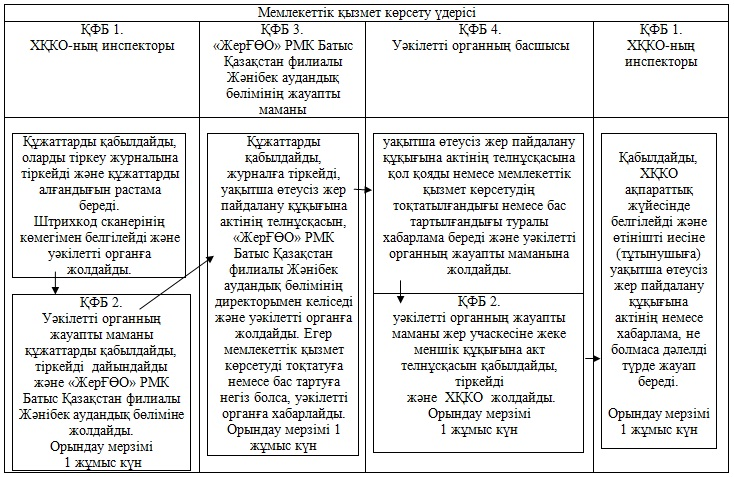 Мемлекеттік қызмет көрсету үдерісі
ҚФБ 1.
ХҚКО-ның инспекторы
ҚФБ 3.
«ЖерҒӨО» РМК Батыс
Қазақстан филиалы
Жәнібек аудандық
бөлімінің жауапты
маманы
ҚФБ 4.
Уәкілетті органның басшысы
ҚФБ 1.
ХҚКО-ның
инспекторы
Құжаттарды қабылдайды,
оларды тіркеу журналына
тіркейді және құжаттарды
алғандығын растама
береді.
Штрихкод сканерінің
көмегімен белгілейді және
уәкілетті органға
жолдайды.
ҚФБ 2.
Уәкілетті органның
жауапты маманы
құжаттарды қабылдайды,
тіркейді дайындайды
және «ЖерҒӨО» РМК
Батыс Қазақстан филиалы
Жәнібек аудандық бөліміне
жолдайды.
Орындау мерзімі
1 жұмыс күн
Құжаттарды
қабылдайды,
журналға тіркейді,
уақытша өтеусіз жер
пайдалану құқығына
актінің телнұсқасын,
«ЖерҒӨО» РМК
Батыс Қазақстан
филиалы Жәнібек
аудандық бөлімінің
директорымен келіседі
және уәкілетті органға
жолдайды. Егер
мемлекеттік қызмет
көрсетуді тоқтатуға
немесе бас тартуға
негіз болса, уәкілетті
органға хабарлайды.
Орындау мерзімі 1
жұмыс күн
уақытша өтеусіз жер пайдалану
құқығына актінің телнұсқасына
қол қояды немесе мемлекеттік
қызмет көрсетудің
тоқтатылғандығы немесе бас
тартылғандығы туралы
хабарлама береді және уәкілетті
органның жауапты маманына
жолдайды.
ҚФБ 2.
уәкілетті органның жауапты
маманы жер учаскесіне жеке
меншік құқығына акт
телнұсқасын қабылдайды,
тіркейді
және ХҚКО жолдайды.
Орындау мерзімі
1 жұмыс күн
Қабылдайды,
ХҚКО
ақпараттық
жүйесінде
белгілейді және
өтінішті иесіне
(тұтынушыға)
уақытша өтеусіз
жер пайдалану
құқығына
актінің немесе
хабарлама, не
болмаса дәлелді
түрде жауап
береді.
Орындау мерзімі
1 жұмыс күн